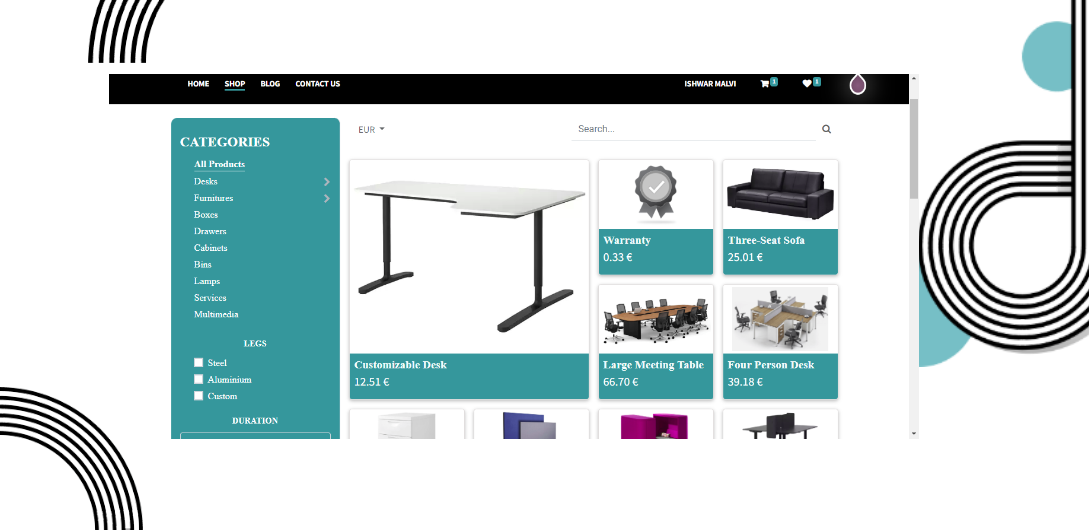 HOME SHOP BLOG CONTACT US ISHWAR MALVI 1 1
CATEGORIES
All Products
Desks
Furnitures
Boxes
Drawers
Cabinets
Bins
Lamps
Services
Multimedia
LEGS
Steel
Aluminium
Custom
DURATION
EUR
Search...
Customizable Desk
12.51 €
Warranty
0.33 €
Three-Seat Sofa
25.01 €
Large Meeting Table
66.70 €
Four Person Desk
39.18 €